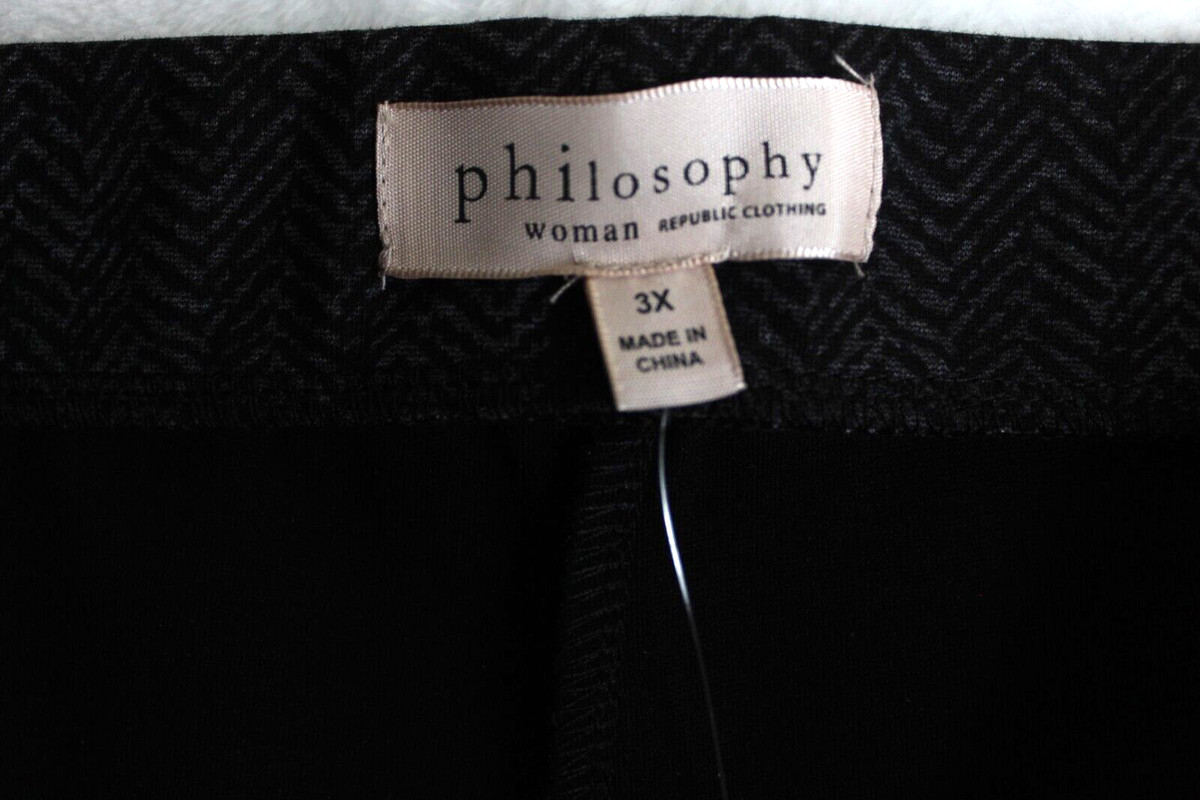 philosophy
woman REPUBLIC CLOTHING
3X
MADE IN
CHINA